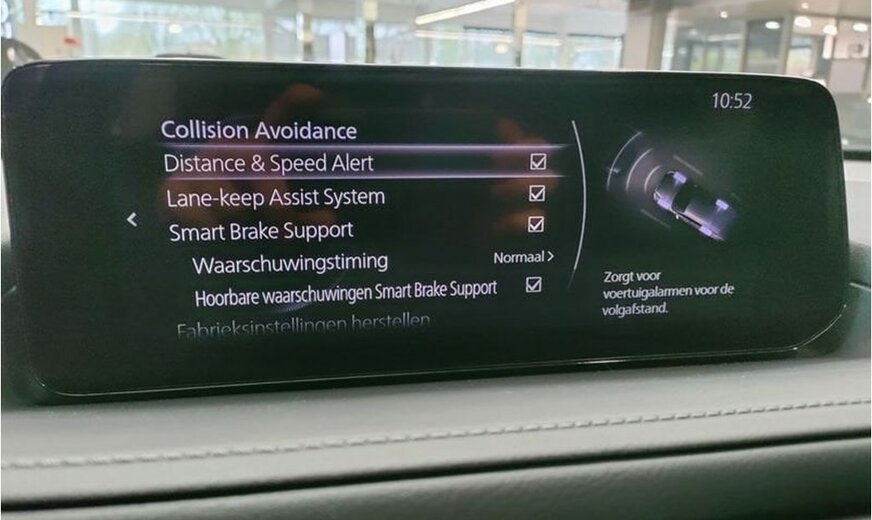 10:52
Collision Avoidance
Distance & Speed Alert
Lane-keep Assist System
Smart Brake Support
Waarschuwingstiming Normaal >
Hoorbare waarschuwingen Smart Brake Support
Fabrieksinstellingen herstellen
Zorgt voor
voertuigalarmen voor de
volgafstand.